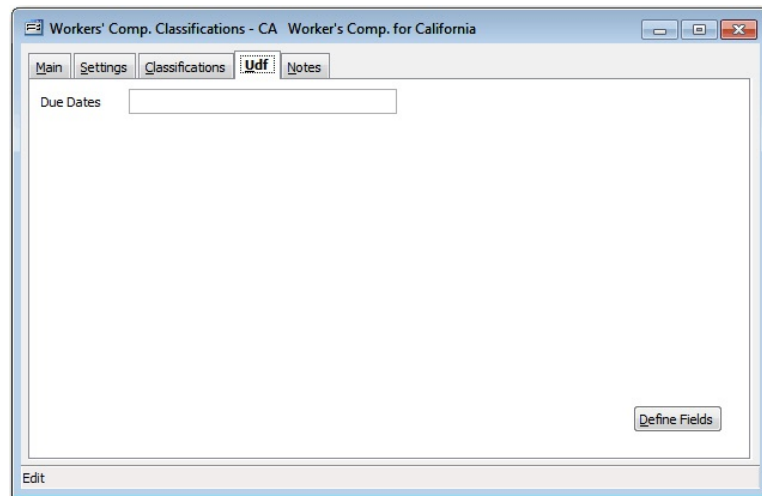 Workers' Comp. Classifications - CA Worker's Comp. for California
Main Settings Classifications Udf Notes
Due Dates
Define Fields
Edit